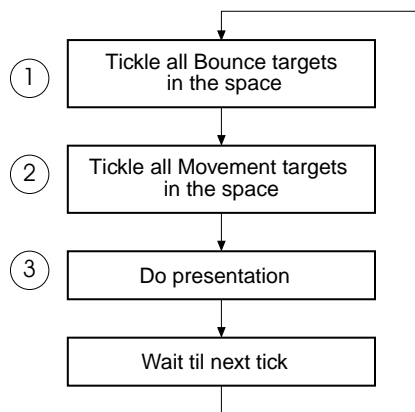 1
Tickle all Bounce targets
in the space
2
Tickle all Movement targets
in the space
3
Do presentation
Wait til next tick